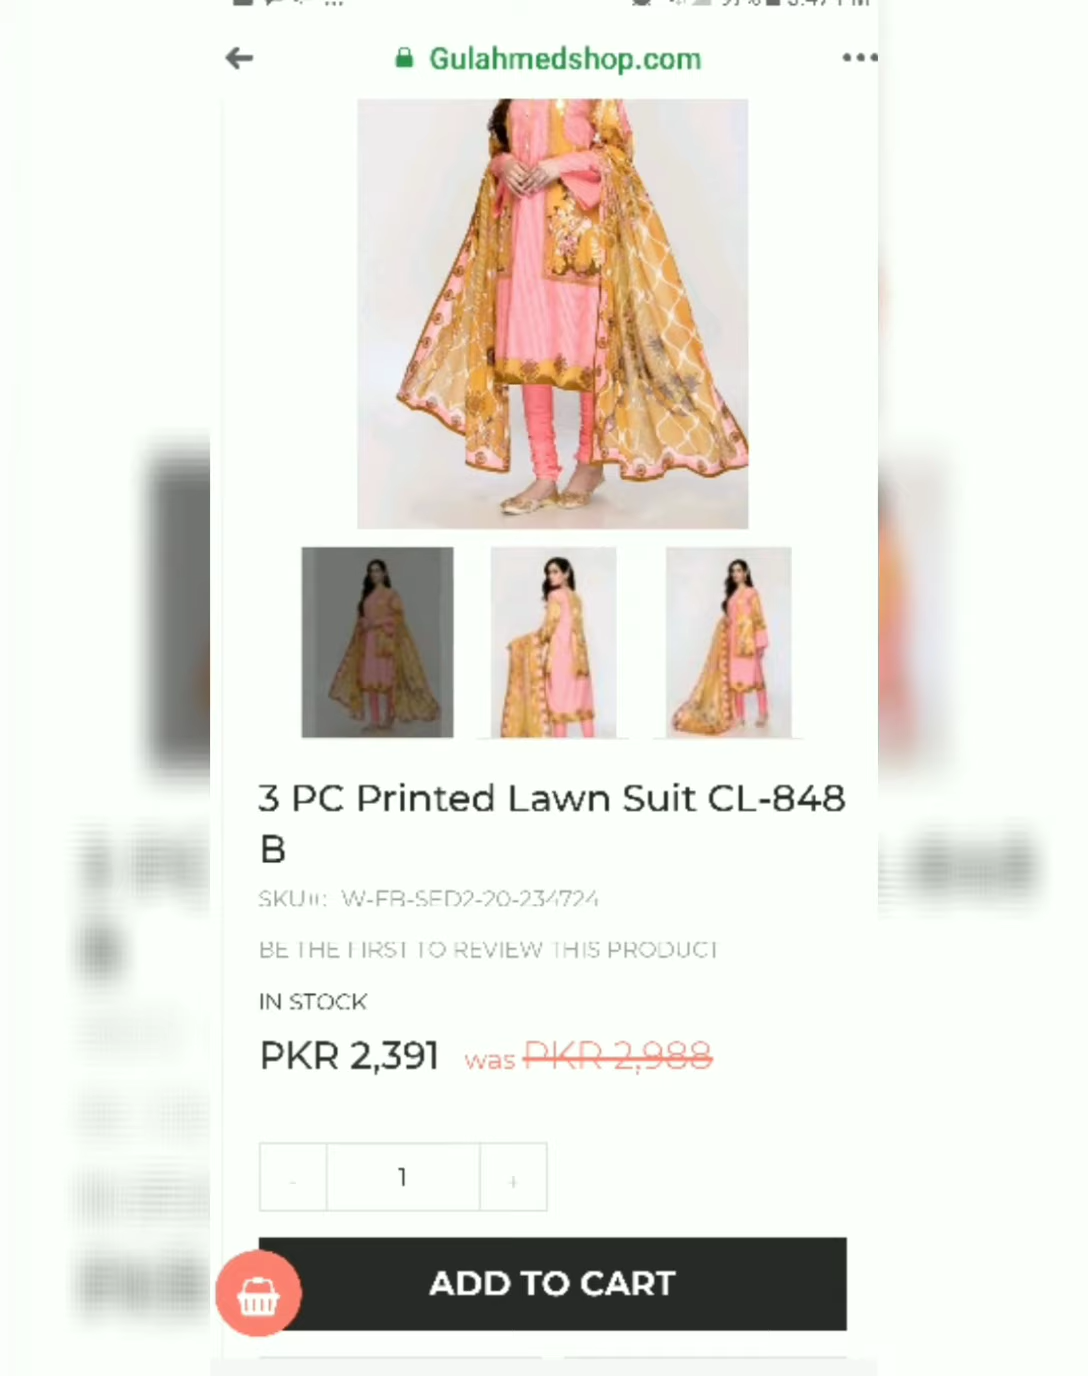 Gulahmedshop.com
3 PC Printed Lawn Suit CL-848
B
SKU#: W-FB-SED2-20-234724
BE THE FIRST TO REVIEW THIS PRODUCT
IN STOCK
PKR 2,391 was PKR 2,988
- 1 +
ADD TO CART